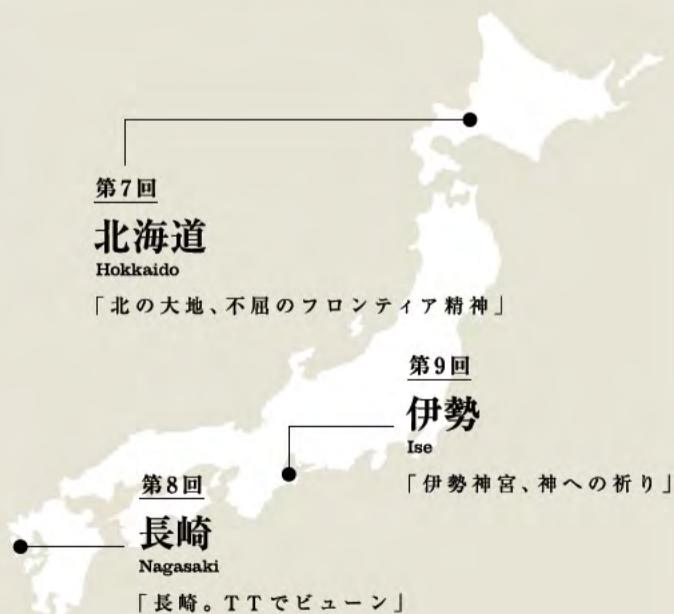 第7回
北海道
Hokkaido
「北の大地、不屈のフロンティア精神」
第9回
伊勢
Ise
「伊勢神宮、神への祈り」
第8回
長崎
Nagasaki
「長崎。TTでビューン」